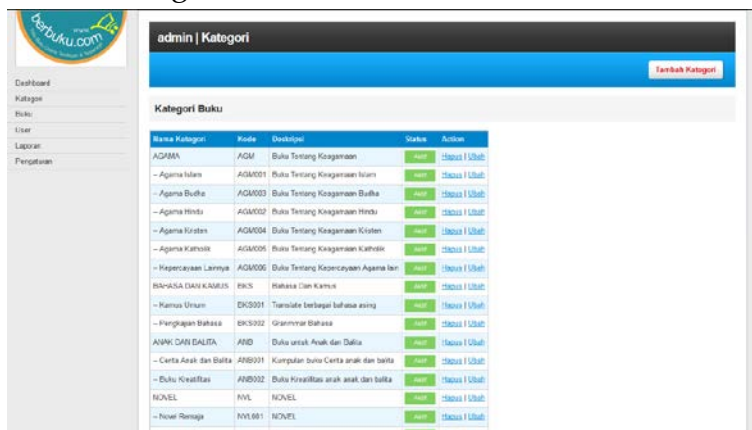 www
berbuku.com
admin | Kategori
Tambah Kategori
Dashboard
Kategori
Buku
User
Laporan
Pengaturan
Kategori Buku
Nama Kategori Kode Deskripsi Status Action
AGAMA AGM Buku Tentang Keagamaan Aktif Hapus | Ubah
-- Agama Islam AGM001 Buku Tentang Keagamaan Islam Aktif Hapus | Ubah
-- Agama Budha AGM003 Buku Tentang Keagamaan Budha Aktif Hapus | Ubah
-- Agama Hindu AGM002 Buku Tentang Keagamaan Hindu Aktif Hapus | Ubah
-- Agama Kristen AGM004 Buku Tentang Keagamaan Kristen Aktif Hapus | Ubah
-- Agama Katholik AGM005 Buku Tentang Keagamaan Katholik Aktif Hapus | Ubah
-- Kepercayaan Lainnya AGM006 Buku Tentang Kepercayaan Agama lain Aktif Hapus | Ubah
BAHASA DAN KAMUS BKS Bahasa Dan Kamus Aktif Hapus | Ubah
-- Kamus Umum BKS001 Translate berbagai bahasa asing Aktif Hapus | Ubah
-- Pengkajian Bahasa BKS002 Grammar Bahasa Aktif Hapus | Ubah
ANAK DAN BALITA ANB Buku untuk Anak dan Balita Aktif Hapus | Ubah
-- Cerita Anak dan Balita ANB001 Kumpulan buku Cerita anak dan balita Aktif Hapus | Ubah
-- Buku Kreatifitas ANB002 Buku Kreatifitas anak anak dan balita Aktif Hapus | Ubah
NOVEL NVL NOVEL Aktif Hapus | Ubah
-- Novel Remaja NVL001 NOVEL Aktif Hapus | Ubah